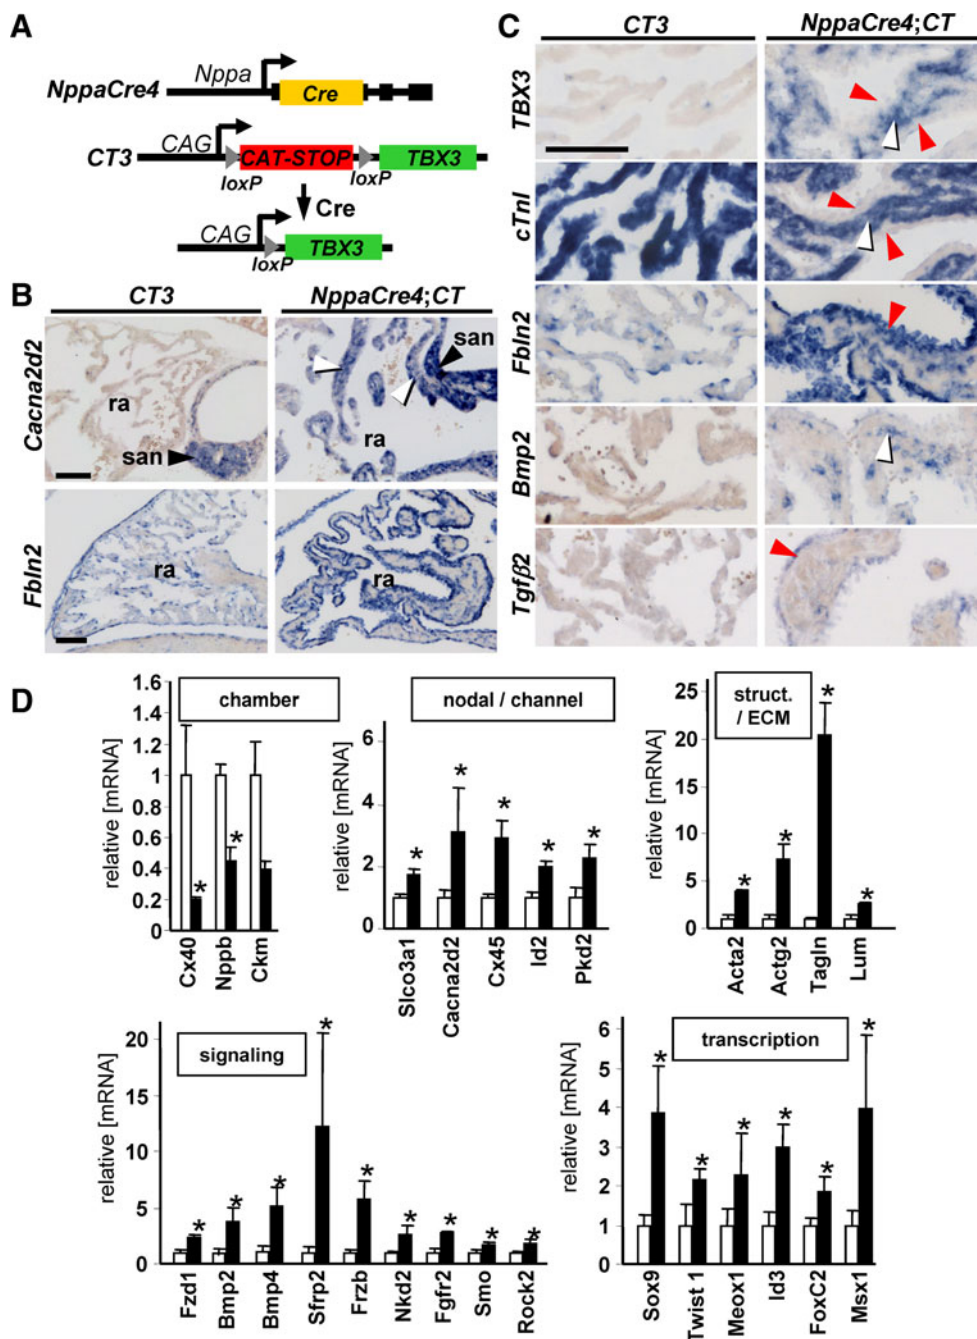 A
NppaCre4
Nppa
Cre
CT3
CAG
CAT-STOP
TBX3
loxP
loxP
Cre
CAG
TBX3
loxP
B
CT3
NppaCre4;CT
Cacna2d2
ra
san
san
ra
Fbln2
ra
ra
C
CT3
NppaCre4;CT
TBX3
cTnI
Fbln2
Bmp2
Tgfβ2
D
chamber
relative [mRNA]
1.6
1.4
1.2
1
0.8
0.6
0.4
0.2
0
*
*
Cx40
Nppb
Ckm
nodal / channel
relative [mRNA]
6
4
2
0
*
*
*
*
*
Slco3a1
Cacna2d2
Cx45
Id2
Pkd2
struct.
/ ECM
relative [mRNA]
25
20
15
10
5
0
*
*
*
*
Acta2
Actg2
Tagln
Lum
signaling
relative [mRNA]
20
15
10
5
0
*
*
*
*
*
*
*
*
*
Fzd1
Bmp2
Bmp4
Sfrp2
Frzb
Nkd2
Fgfr2
Smo
Rock2
transcription
relative [mRNA]
6
5
4
3
2
1
0
*
*
*
*
*
*
Sox9
Twist 1
Meox1
Id3
FoxC2
Msx1